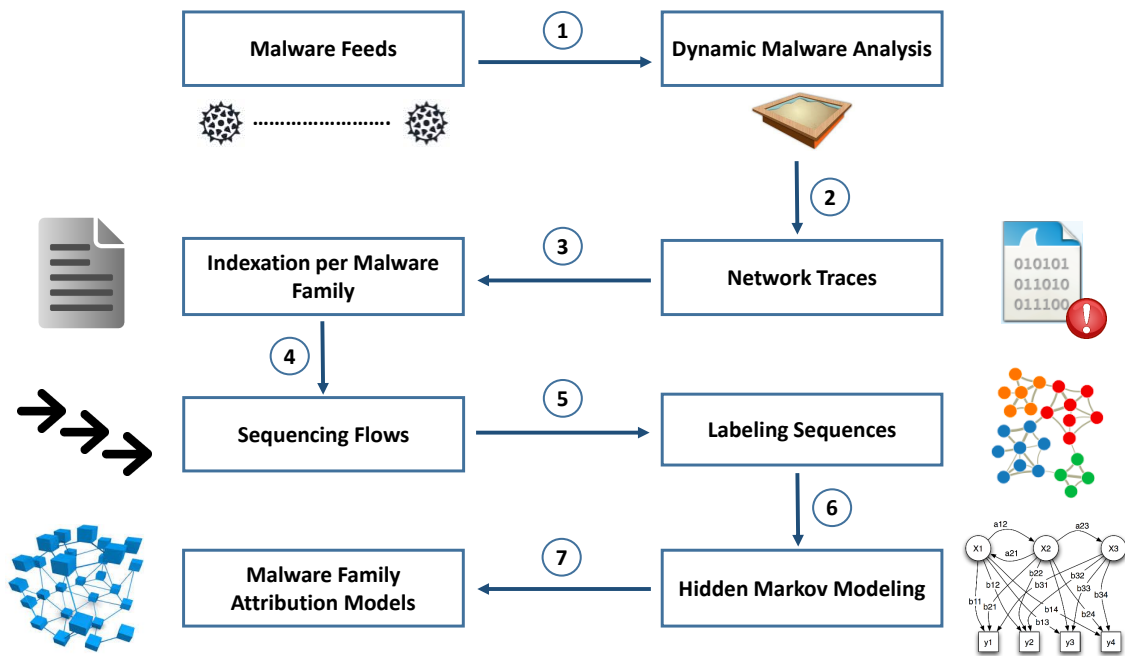 Malware Feeds
1
Dynamic Malware Analysis
2
Indexation per Malware
Family
3
Network Traces
010101
011010
011100
!
4
Sequencing Flows
5
Labeling Sequences
6
Malware Family
Attribution Models
7
Hidden Markov Modeling
a12
a23
X1
X2
X3
a21
b22
b32
b12
b31
b33
b34
b11
b21
b14
b24
b13
y1
y2
y3
y4